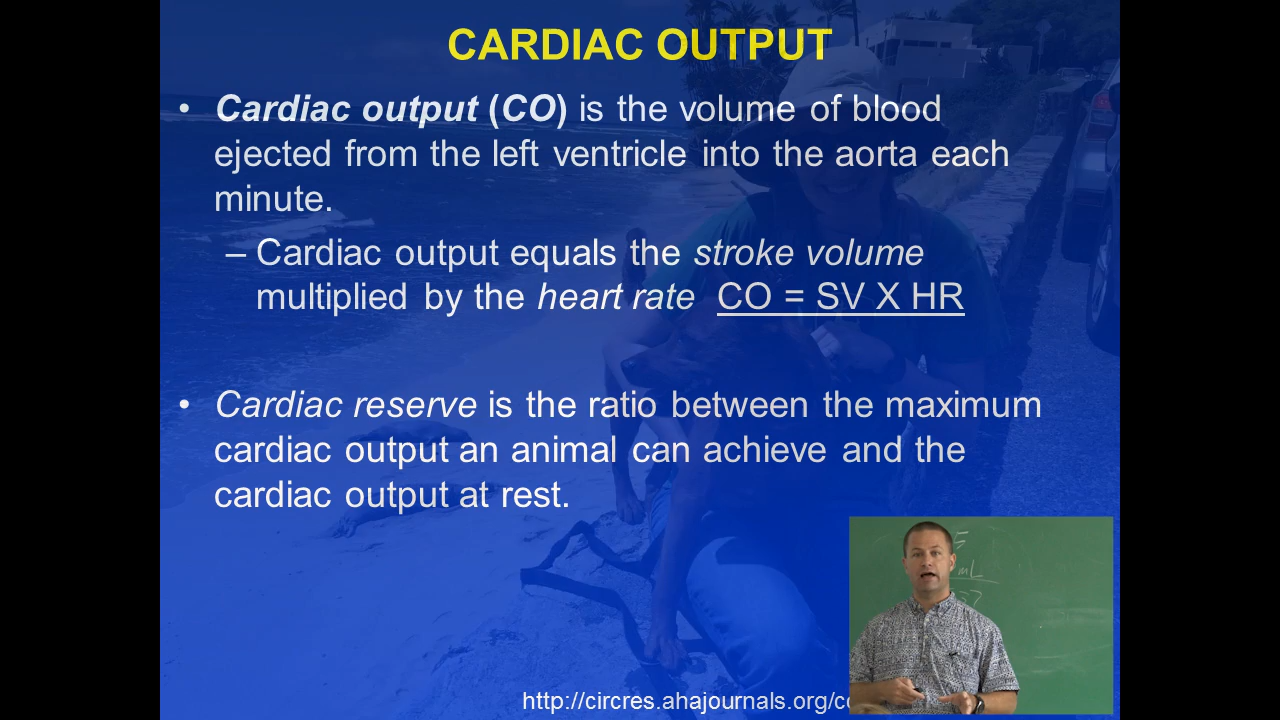 CARDIAC OUTPUT
• Cardiac output (CO) is the volume of blood
ejected from the left ventricle into the aorta each
minute.
– Cardiac output equals the stroke volume
multiplied by the heart rate CO = SV X HR
• Cardiac reserve is the ratio between the maximum
cardiac output an animal can achieve and the
cardiac output at rest.
mL
http://circres.ahajournals.org/co